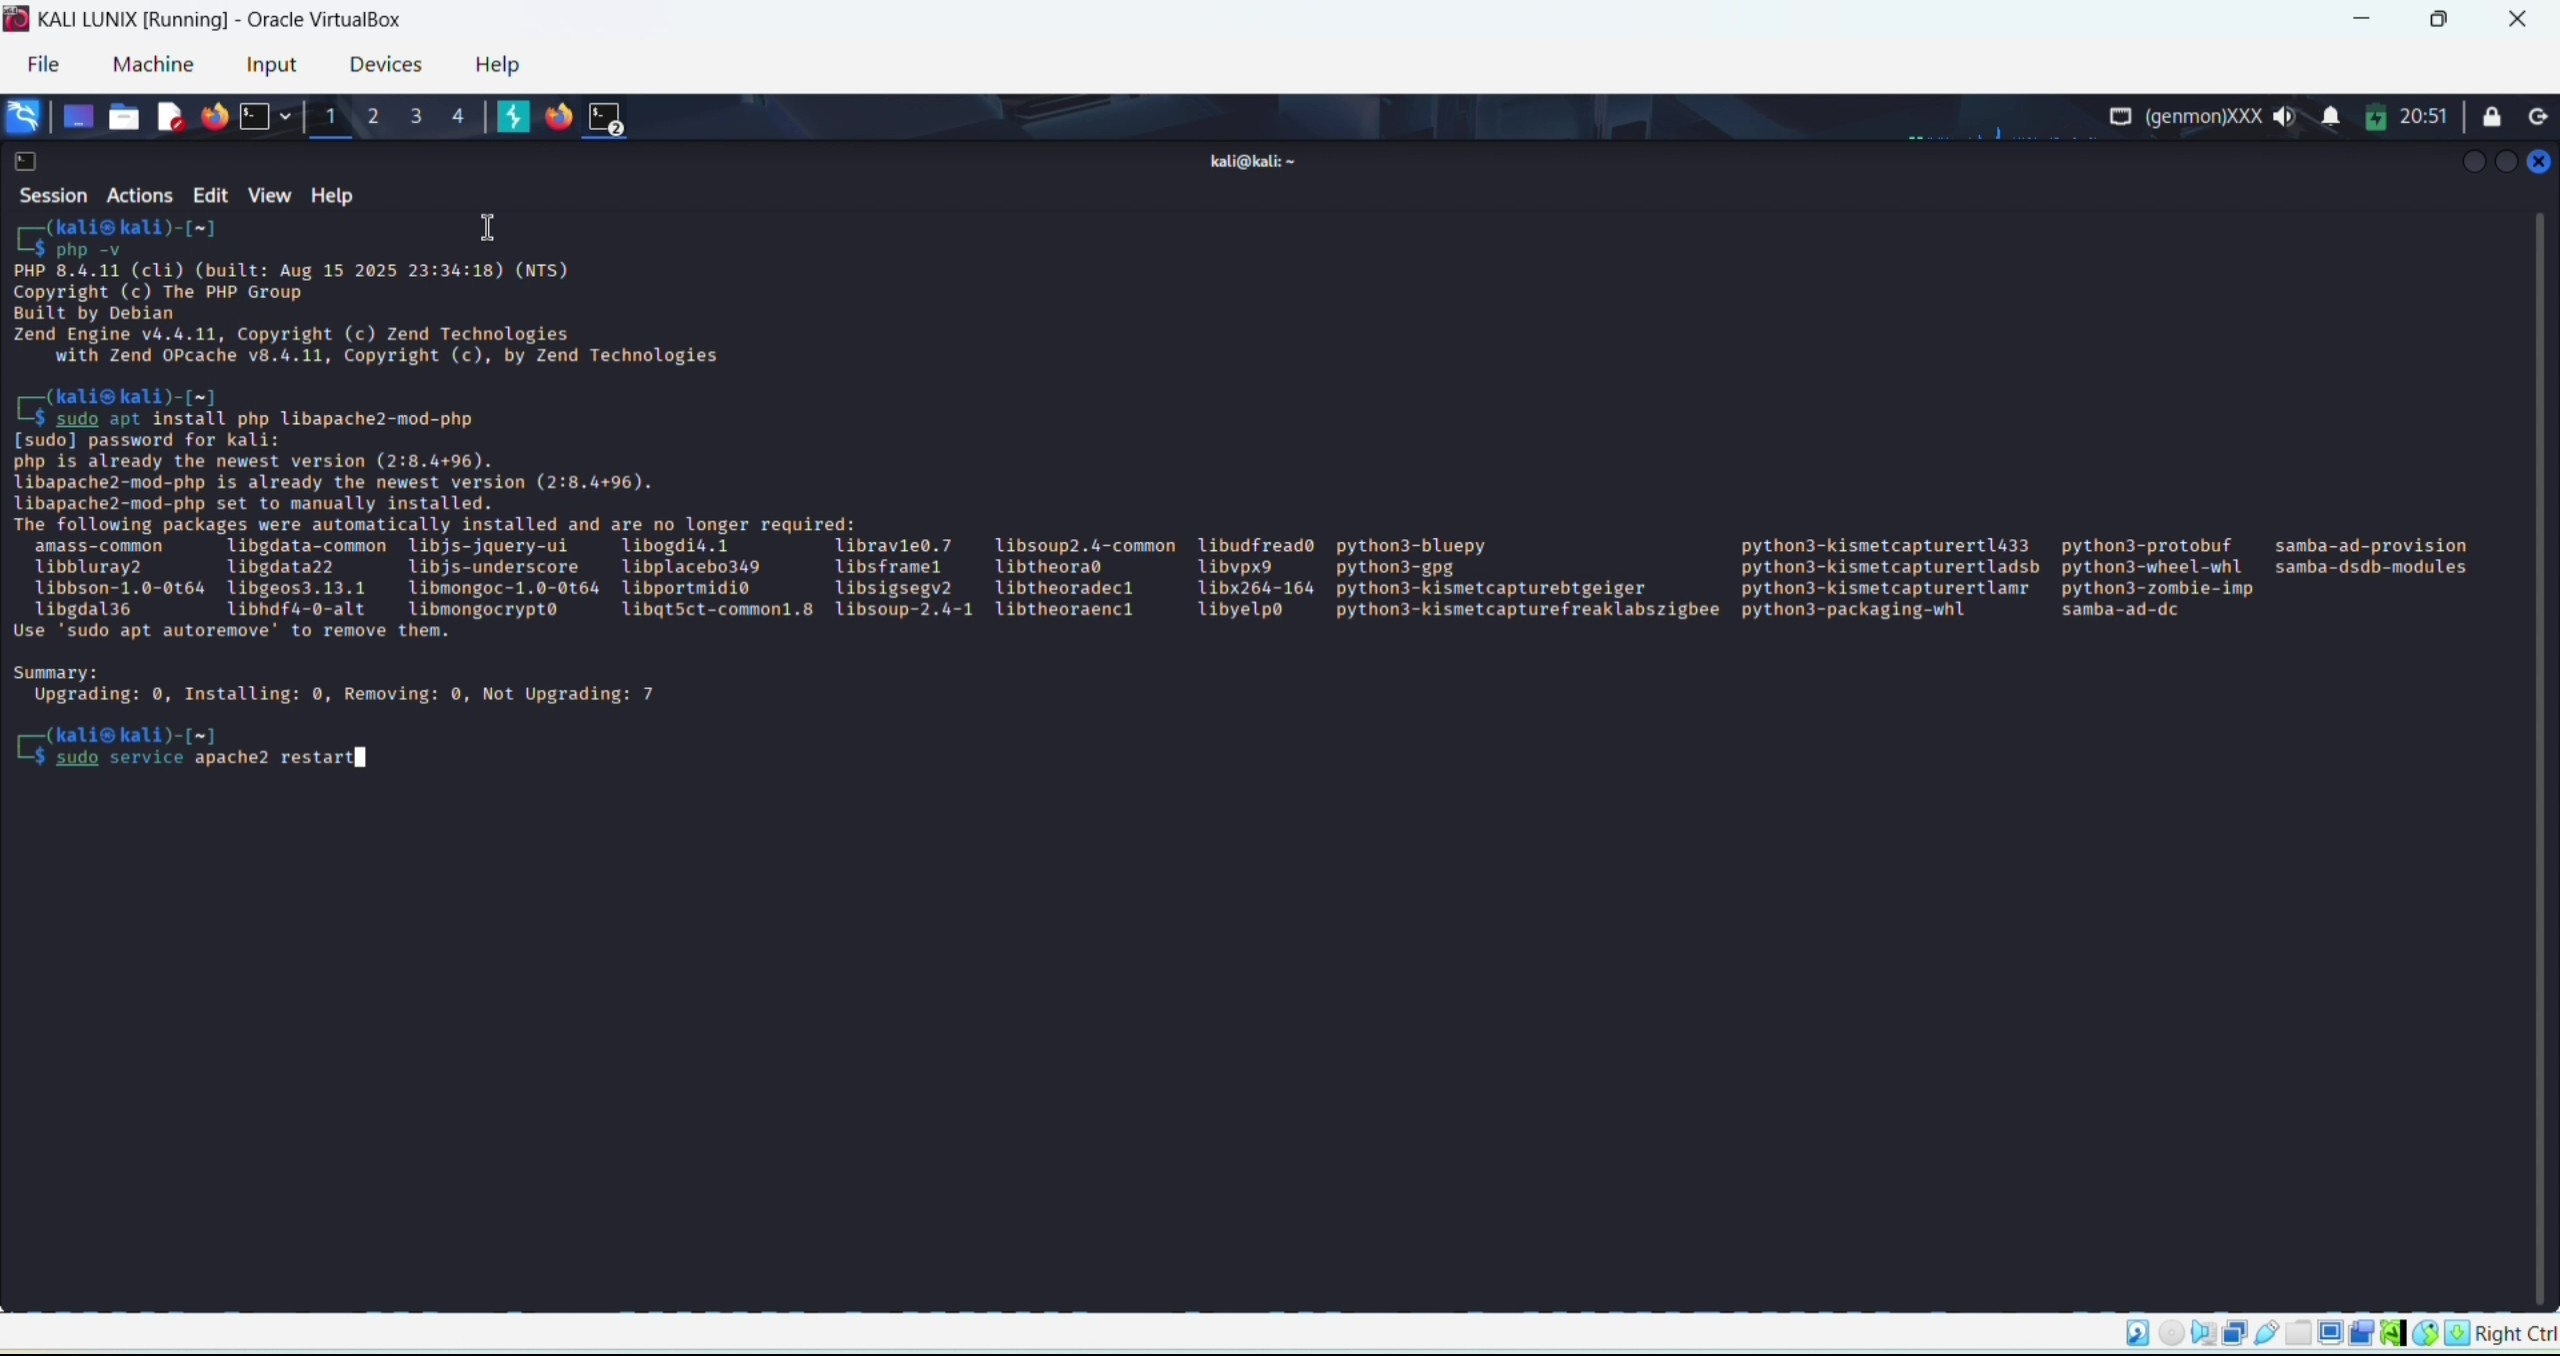 KALI LUNIX [Running] - Oracle VirtualBox
File Machine Input Devices Help
1 2 3 4 2 (genmon)XXX 20:51
kali@kali: ~
Session Actions Edit View Help
┌──(kali㉿kali)-[~]
└─$ php -v
PHP 8.4.11 (cli) (built: Aug 15 2025 23:34:18) (NTS)
Copyright (c) The PHP Group
Built by Debian
Zend Engine v4.4.11, Copyright (c) Zend Technologies
    with Zend OPcache v8.4.11, Copyright (c), by Zend Technologies
┌──(kali㉿kali)-[~]
└─$ sudo apt install php libapache2-mod-php
[sudo] password for kali:
php is already the newest version (2:8.4+96).
libapache2-mod-php is already the newest version (2:8.4+96).
libapache2-mod-php set to manually installed.
The following packages were automatically installed and are no longer required:
  amass-common libgdata-common libjs-jquery-ui libogdi4.1 librav1e0.7 libsoup2.4-common libudfread0 python3-bluepy python3-kismetcapturertl433 python3-protobuf samba-ad-provision
  libbluray2 libgdata22 libjs-underscore libplacebo349 libsframe1 libtheora0 libvpx9 python3-gpg python3-kismetcapturertladsb python3-wheel-whl samba-dsdb-modules
  libbson-1.0-0t64 libgeos3.13.1 libmongoc-1.0-0t64 libportmidi0 libsigsegv2 libtheoradec1 libx264-164 python3-kismetcapturebtgeiger python3-kismetcapturertlamr python3-zombie-imp
  libgdal36 libhdf4-0-alt libmongocrypt0 libqt5ct-common1.8 libsoup-2.4-1 libtheoraenc1 libyelp0 python3-kismetcapturefreaklabszigbee python3-packaging-whl samba-ad-dc
Use 'sudo apt autoremove' to remove them.
Summary:
  Upgrading: 0, Installing: 0, Removing: 0, Not Upgrading: 7
┌──(kali㉿kali)-[~]
└─$ sudo service apache2 restart
Right Ctrl